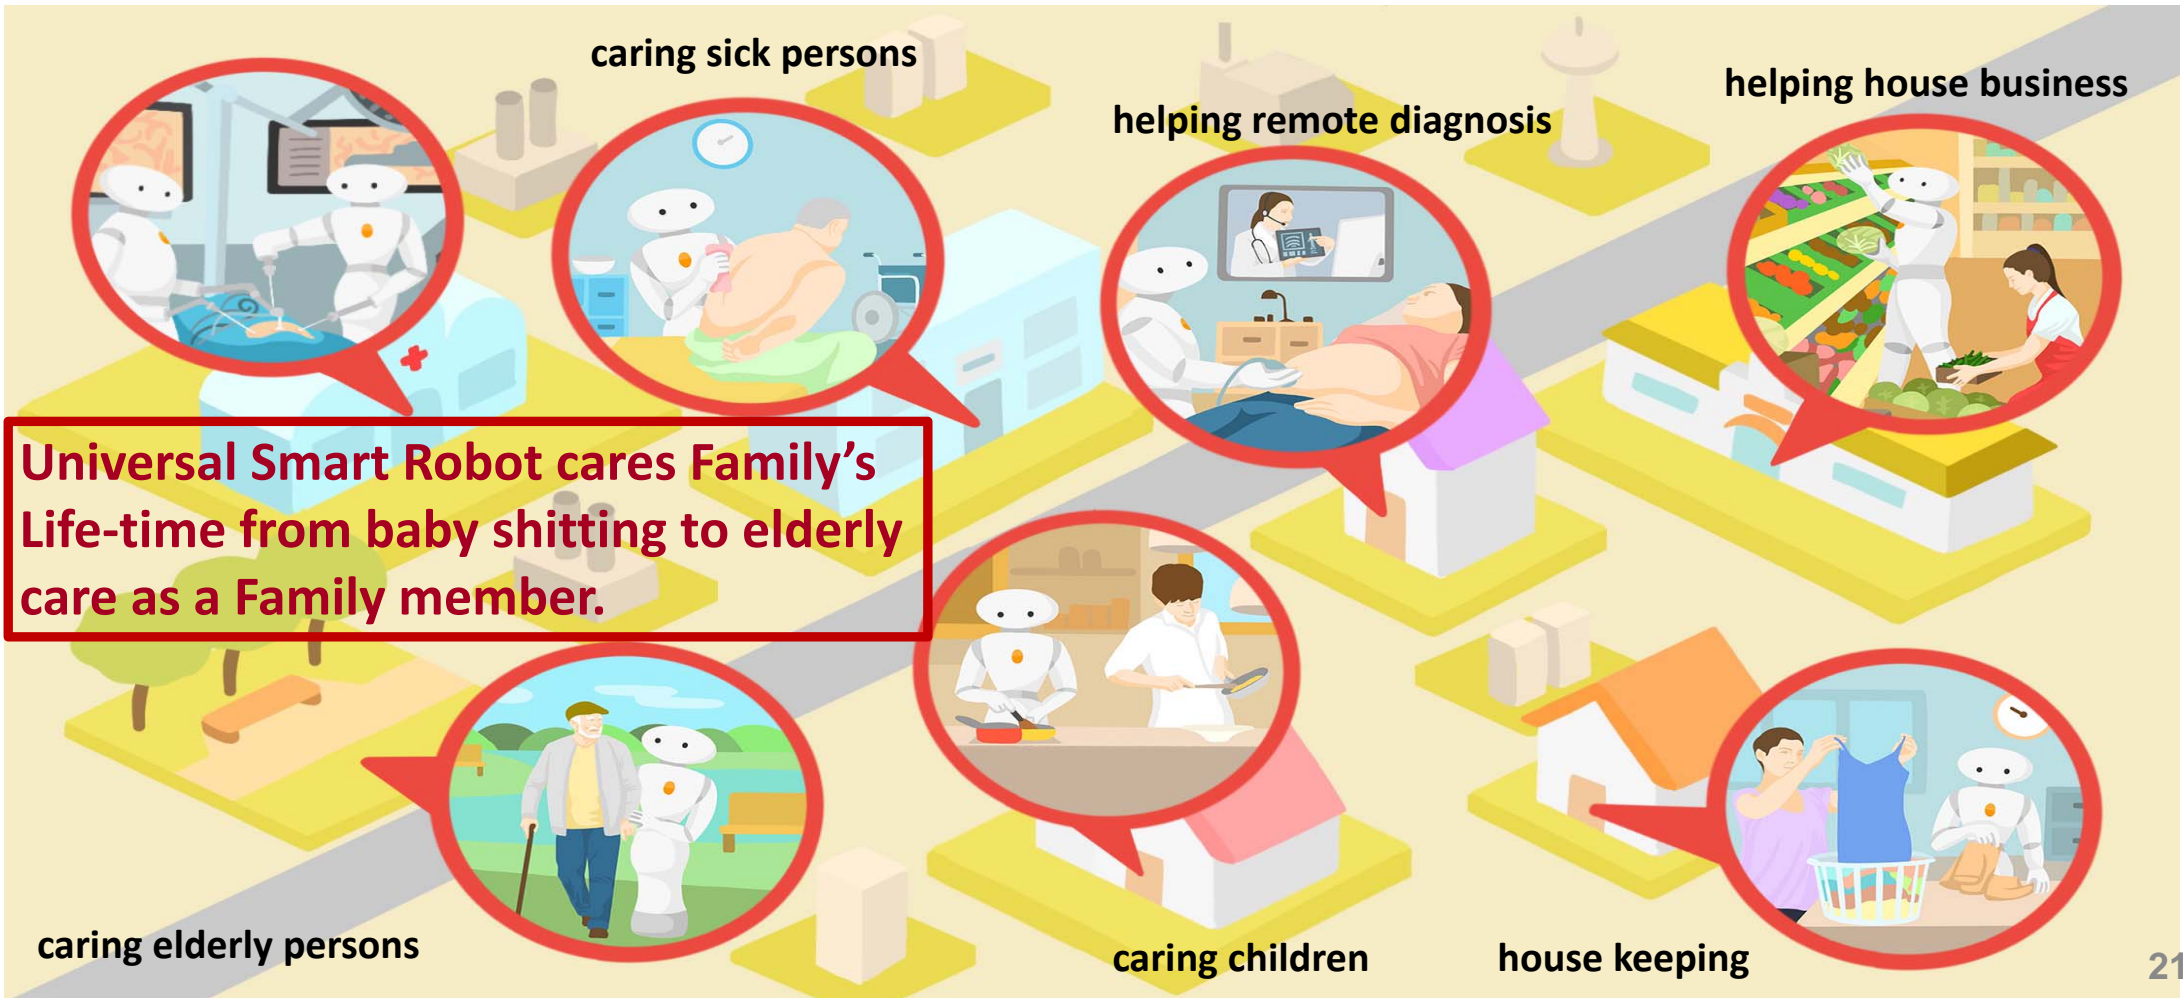 caring sick persons
helping remote diagnosis
helping house business
Universal Smart Robot cares Family’s
Life-time from baby shitting to elderly
care as a Family member.
caring elderly persons
caring children
house keeping
21